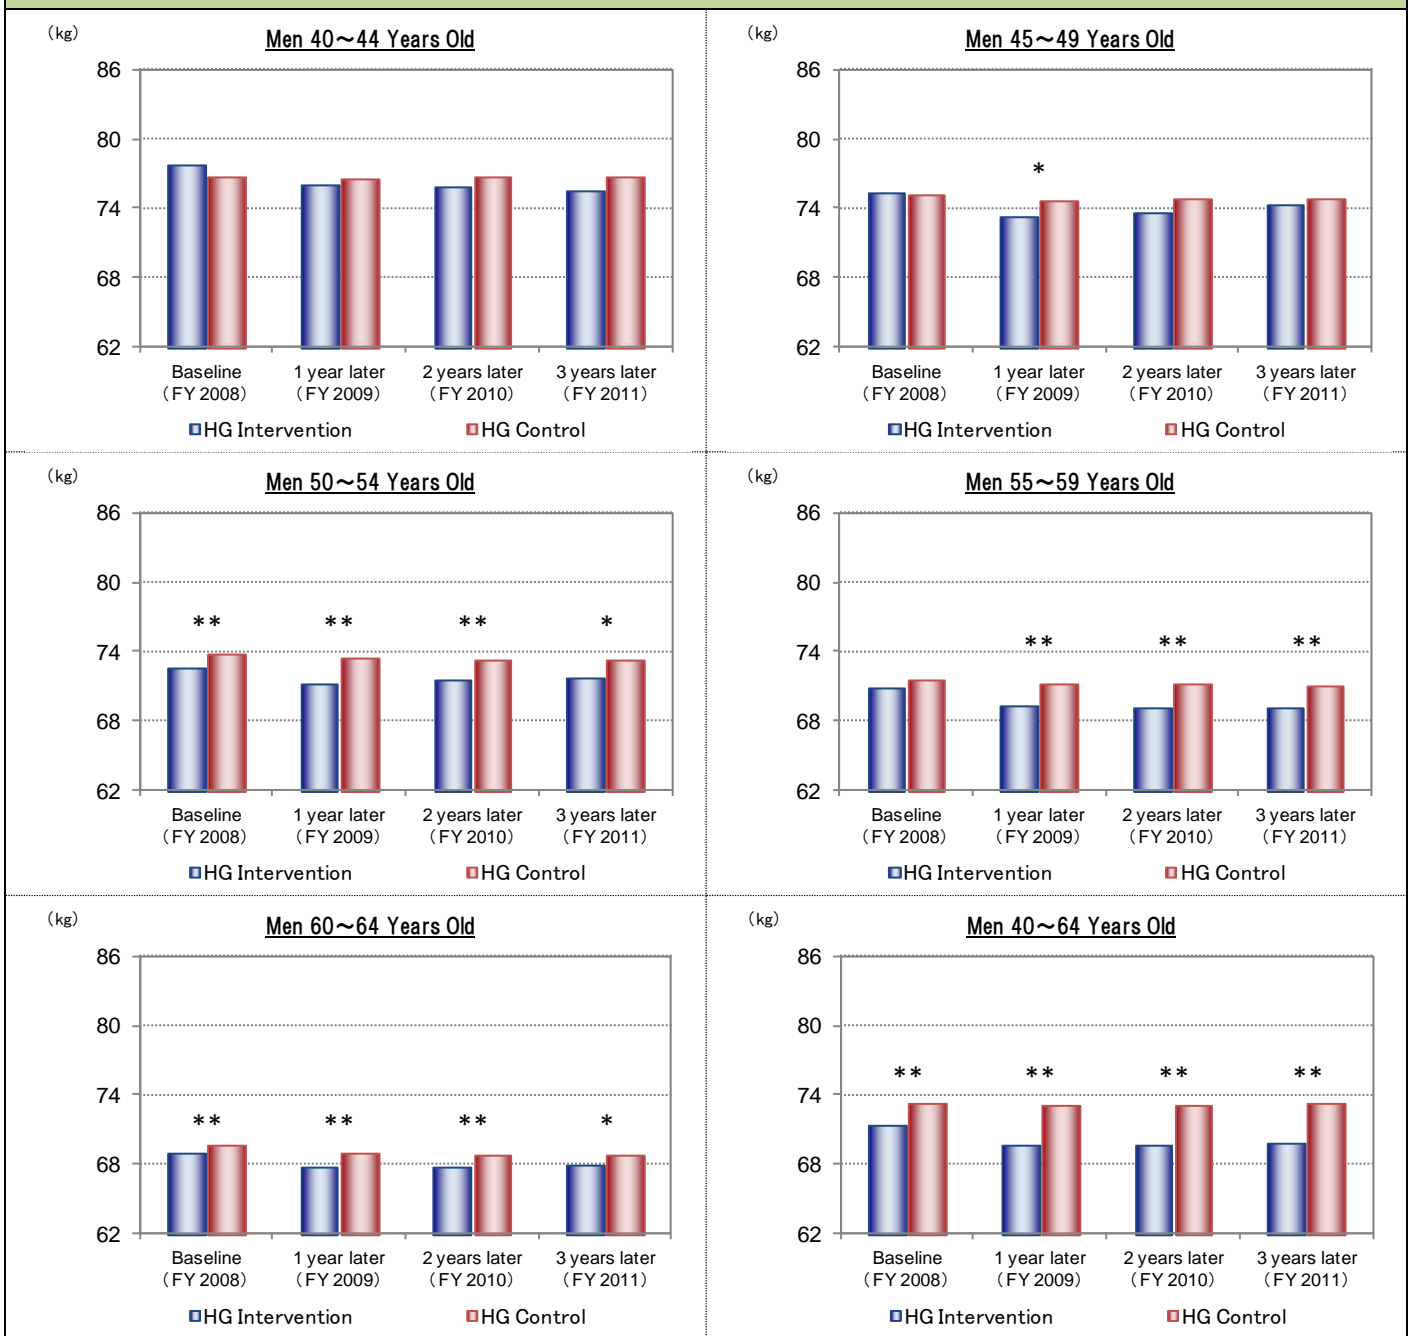 (kg)
Men 40～44 Years Old
86
80
74
68
62
Baseline
(FY 2008)
1 year later
(FY 2009)
2 years later
(FY 2010)
3 years later
(FY 2011)
HG Intervention
HG Control
(kg)
Men 45～49 Years Old
86
80
*
74
68
62
Baseline
(FY 2008)
1 year later
(FY 2009)
2 years later
(FY 2010)
3 years later
(FY 2011)
HG Intervention
HG Control
(kg)
Men 50～54 Years Old
86
80
** ** ** *
74
68
62
Baseline
(FY 2008)
1 year later
(FY 2009)
2 years later
(FY 2010)
3 years later
(FY 2011)
HG Intervention
HG Control
(kg)
Men 55～59 Years Old
86
80
** ** **
74
68
62
Baseline
(FY 2008)
1 year later
(FY 2009)
2 years later
(FY 2010)
3 years later
(FY 2011)
HG Intervention
HG Control
(kg)
Men 60～64 Years Old
86
80
74
** ** ** *
68
62
Baseline
(FY 2008)
1 year later
(FY 2009)
2 years later
(FY 2010)
3 years later
(FY 2011)
HG Intervention
HG Control
(kg)
Men 40～64 Years Old
86
80
** ** ** **
74
68
62
Baseline
(FY 2008)
1 year later
(FY 2009)
2 years later
(FY 2010)
3 years later
(FY 2011)
HG Intervention
HG Control